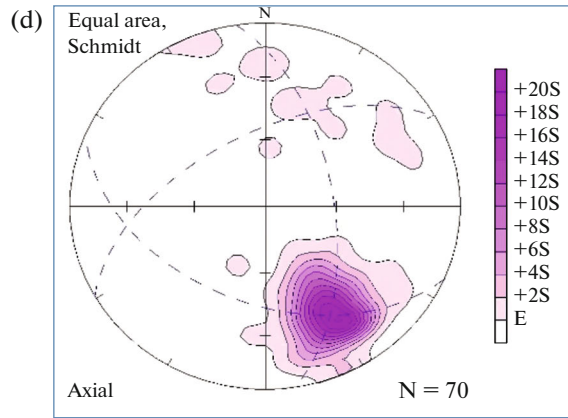 (d)
Equal area,
Schmidt
N
+20S
+18S
+16S
+14S
+12S
+10S
+8S
+6S
+4S
+2S
E
Axial
N = 70